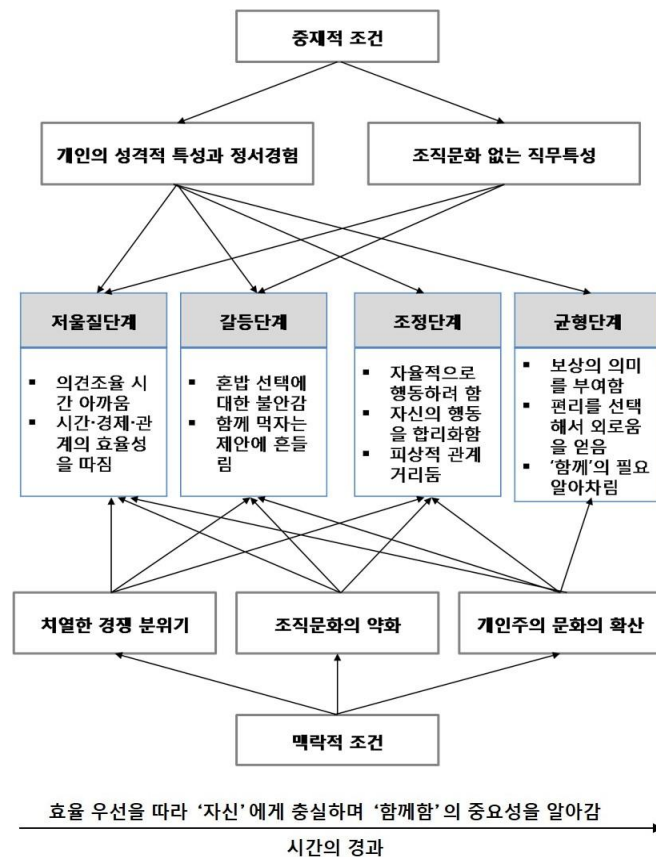 중재적 조건
개인의 성격적 특성과 정서경험
조직문화 없는 직무특성
저울질단계
▪ 의견조율 시
간 아까움
▪ 시간·경제·관
계의 효율성
을 따짐
갈등단계
▪ 혼밥 선택에
대한 불안감
▪ 함께 먹자는
제안에 흔들
림
조정단계
▪ 자율적으로
행동하려 함
▪ 자신의 행동
을 합리화함
▪ 피상적 관계
거리둠
균형단계
▪ 보상의 의미
를 부여함
▪ 편리를 선택
해서 외로움
을 얻음
▪ ‘함께’의 필요
알아차림
치열한 경쟁 분위기
조직문화의 약화
개인주의 문화의 확산
맥락적 조건
효율 우선을 따라 ‘자신’에게 충실하며 ‘함께함’의 중요성을 알아감
시간의 경과